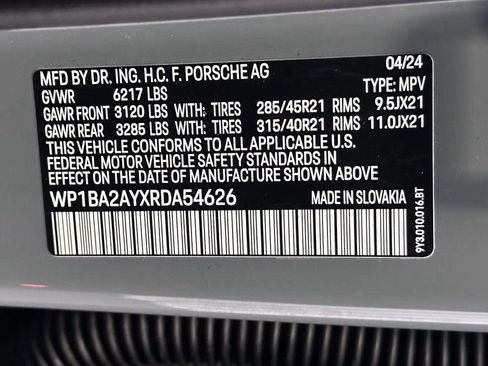 MFD BY DR. ING. H.C. F. PORSCHE AG 04/24
GVWR 6217 LBS TYPE: MPV
GAWR FRONT 3120 LBS WITH: TIRES 285/45R21 RIMS 9.5JX21
GAWR REAR 3285 LBS WITH: TIRES 315/40R21 RIMS 11.0JX21
THIS VEHICLE CONFORMS TO ALL APPLICABLE U.S.
FEDERAL MOTOR VEHICLE SAFETY STANDARDS IN
EFFECT ON THE DATE OF MANUFACTURE SHOWN ABOVE
WP1BA2AYXRDA54626
MADE IN SLOVAKIA
9Y3.010.016.BT